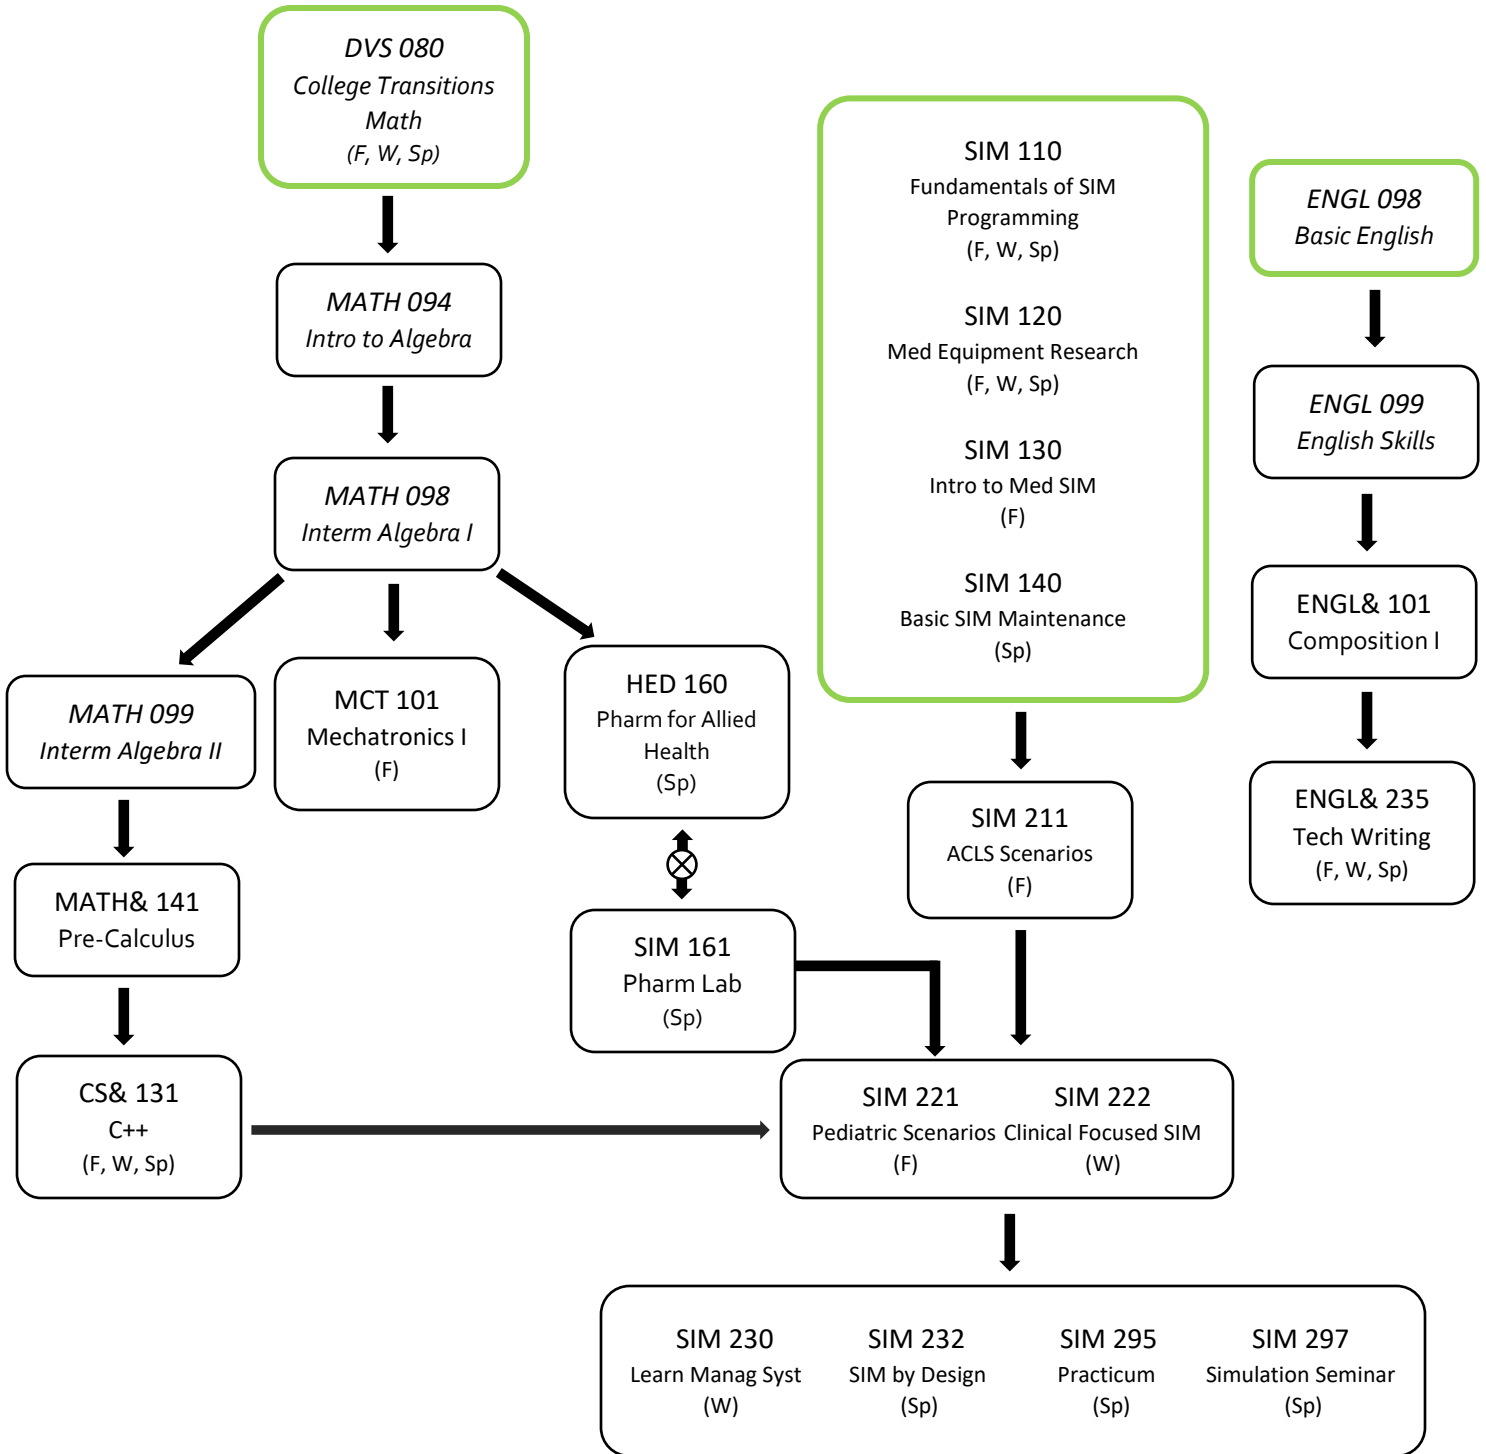 DVS 080
College Transitions
Math
(F, W, Sp)
MATH 094
Intro to Algebra
MATH 098
Interm Algebra I
MATH 099
Interm Algebra II
MCT 101
Mechatronics I
(F)
HED 160
Pharm for Allied
Health
(Sp)
MATH& 141
Pre-Calculus
SIM 161
Pharm Lab
(Sp)
CS& 131
C++
(F, W, Sp)
SIM 110
Fundamentals of SIM
Programming
(F, W, Sp)
SIM 120
Med Equipment Research
(F, W, Sp)
SIM 130
Intro to Med SIM
(F)
SIM 140
Basic SIM Maintenance
(Sp)
SIM 211
ACLS Scenarios
(F)
ENGL 098
Basic English
ENGL 099
English Skills
ENGL& 101
Composition I
ENGL& 235
Tech Writing
(F, W, Sp)
SIM 221
Pediatric Scenarios
(F)
SIM 222
Clinical Focused SIM
(W)
SIM 230
Learn Manag Syst
(W)
SIM 232
SIM by Design
(Sp)
SIM 295
Practicum
(Sp)
SIM 297
Simulation Seminar
(Sp)